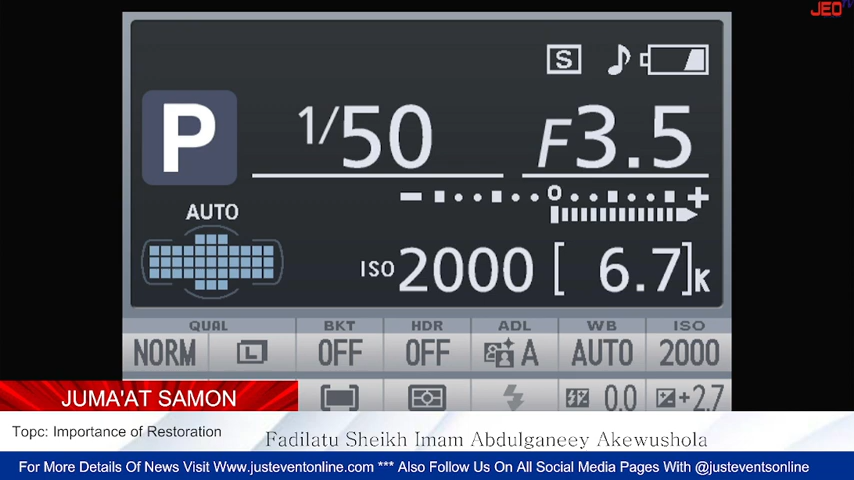 JEOTV
S
P
1/50
F3.5
− 0 +
AUTO
ISO 2000 [ 6.7]K
QUAL BKT HDR ADL WB ISO
NORM L OFF OFF A AUTO 2000
0.0 +2.7
JUMA'AT SAMON
Topc: Importance of Restoration
Fadilatu Sheikh Imam Abdulganeey Akewushola
For More Details Of News Visit Www.justeventonline.com *** Also Follow Us On All Social Media Pages With @justeventsonline